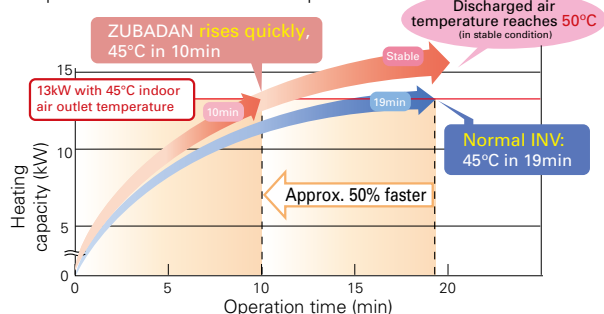 Discharged air
temperature reaches 50°C
(in stable condition)
ZUBADAN rises quickly,
45°C in 10min
Stable
15
13kW with 45°C indoor
air outlet temperature
10min
19min
Normal INV:
45°C in 19min
10
Approx. 50% faster
5
0
Heating
capacity (kW)
0
5
10
15
20
Operation time (min)